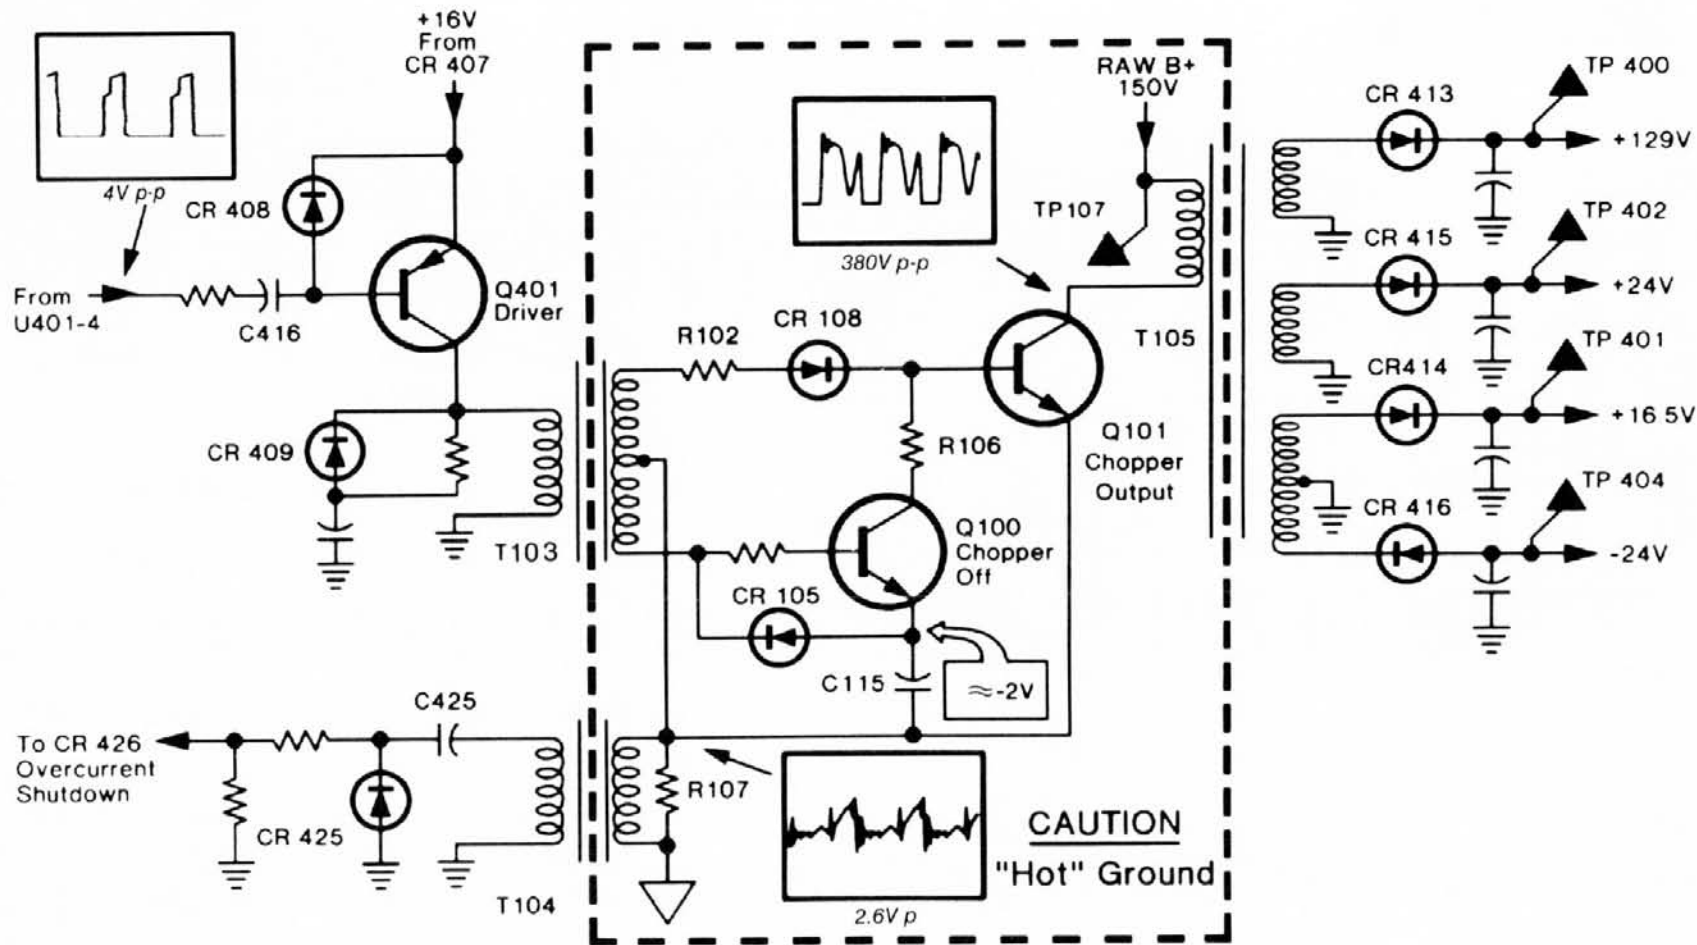 +16V
From
CR 407
4V p-p
CR 408
From
U401-4
C416
Q401
Driver
CR 409
T103
RAW B+
150V
TP107
380V p-p
R102
CR 108
T105
R106
Q101
Chopper
Output
Q100
Chopper
Off
CR 105
C115
≈-2V
CR 413
TP 400
+129V
TP 402
CR 415
+24V
TP 401
CR414
+16 5V
TP 404
CR 416
-24V
C425
To CR 426
Overcurrent
Shutdown
CR 425
T104
R107
2.6V p
CAUTION
"Hot" Ground